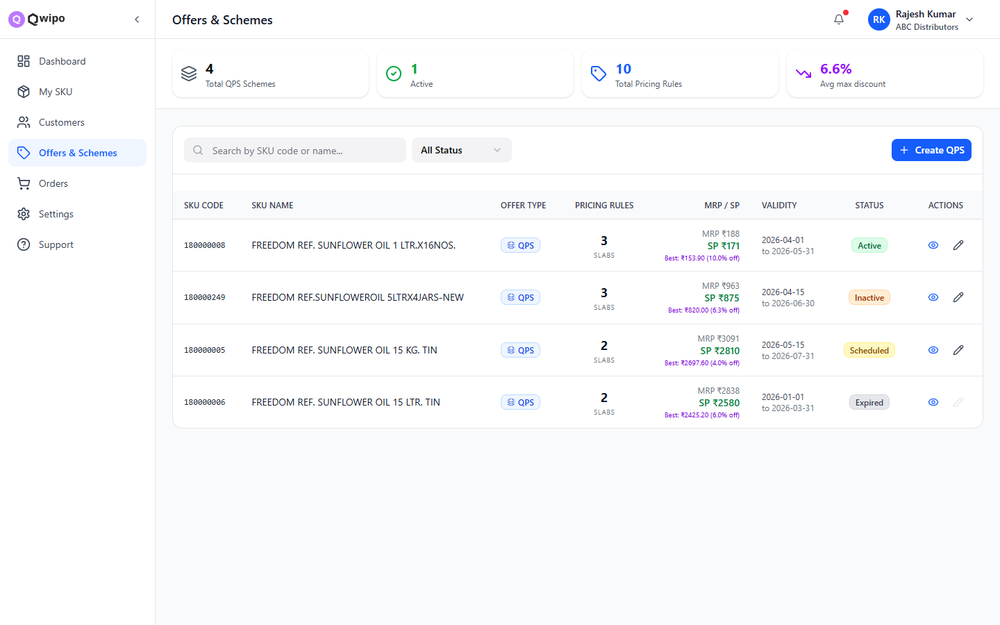 Qwipo
Offers & Schemes
RK
Rajesh Kumar
ABC Distributors
Dashboard
My SKU
Customers
Offers & Schemes
Orders
Settings
Support
4
Total QPS Schemes
1
Active
10
Total Pricing Rules
6.6%
Avg max discount
Search by SKU code or name...
All Status
Create QPS
SKU CODE SKU NAME OFFER TYPE PRICING RULES MRP / SP VALIDITY STATUS ACTIONS
180000008 FREEDOM REF. SUNFLOWER OIL 1 LTR.X16NOS. QPS
3
SLABS
MRP ₹188
SP ₹171
Best: ₹153.90 (10.0% off)
2026-04-01
to 2026-05-31
Active
180000249 FREEDOM REF.SUNFLOWEROIL 5LTRX4JARS-NEW QPS
3
SLABS
MRP ₹963
SP ₹875
Best: ₹820.00 (6.3% off)
2026-04-15
to 2026-06-30
Inactive
180000005 FREEDOM REF. SUNFLOWER OIL 15 KG. TIN QPS
2
SLABS
MRP ₹3091
SP ₹2810
Best: ₹2697.60 (4.0% off)
2026-05-15
to 2026-07-31
Scheduled
180000006 FREEDOM REF. SUNFLOWER OIL 15 LTR. TIN QPS
2
SLABS
MRP ₹2838
SP ₹2580
Best: ₹2425.20 (6.0% off)
2026-01-01
to 2026-03-31
Expired